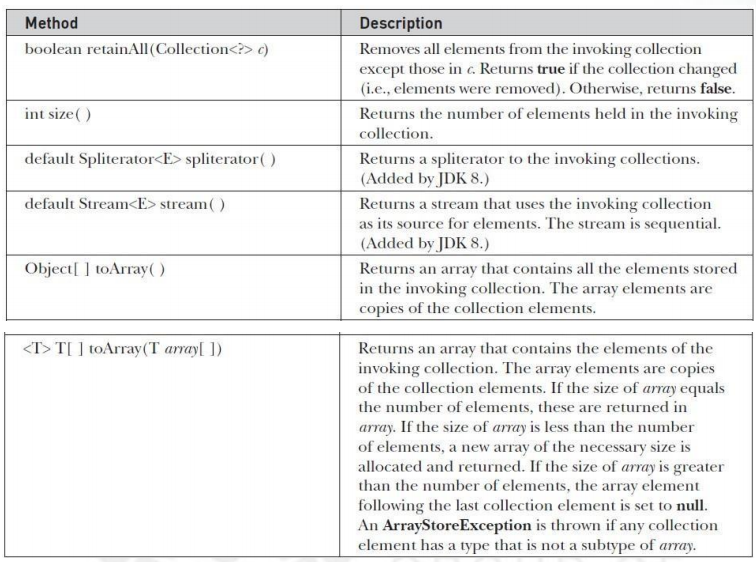 Method Description
boolean retainAll(Collection<?> c) Removes all elements from the invoking collection
except those in c. Returns true if the collection changed
(i.e., elements were removed). Otherwise, returns false.
int size( ) Returns the number of elements held in the invoking
collection.
default Spliterator<E> spliterator( ) Returns a spliterator to the invoking collections.
(Added by JDK 8.)
default Stream<E> stream( ) Returns a stream that uses the invoking collection
as its source for elements. The stream is sequential.
(Added by JDK 8.)
Object[ ] toArray( ) Returns an array that contains all the elements stored
in the invoking collection. The array elements are
copies of the collection elements.
<T> T[ ] toArray(T array[ ]) Returns an array that contains the elements of the
invoking collection. The array elements are copies
of the collection elements. If the size of array equals
the number of elements, these are returned in
array. If the size of array is less than the number
of elements, a new array of the necessary size is
allocated and returned. If the size of array is greater
than the number of elements, the array element
following the last collection element is set to null.
An ArrayStoreException is thrown if any collection
element has a type that is not a subtype of array.